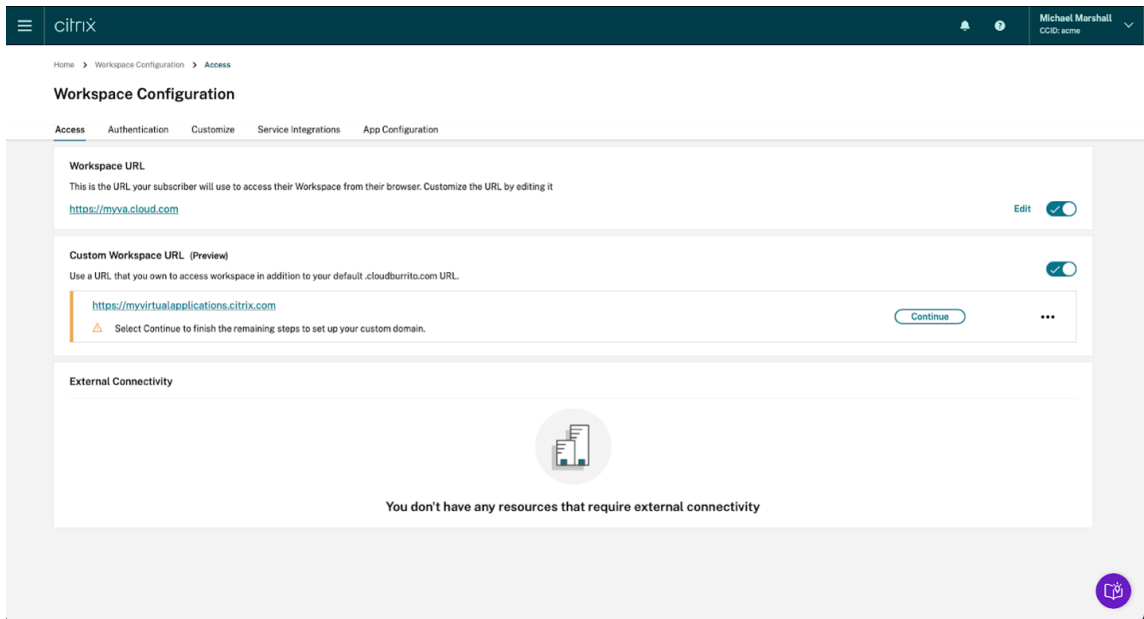 citrix
Michael Marshall
CCID: acme
Home > Workspace Configuration > Access
Workspace Configuration
Access Authentication Customize Service Integrations App Configuration
Workspace URL
This is the URL your subscriber will use to access their Workspace from their browser. Customize the URL by editing it
https://myva.cloud.com Edit
Custom Workspace URL (Preview)
Use a URL that you own to access workspace in addition to your default .cloudburrito.com URL.
https://myvirtualapplications.citrix.com
Select Continue to finish the remaining steps to set up your custom domain.
Continue
External Connectivity
You don't have any resources that require external connectivity